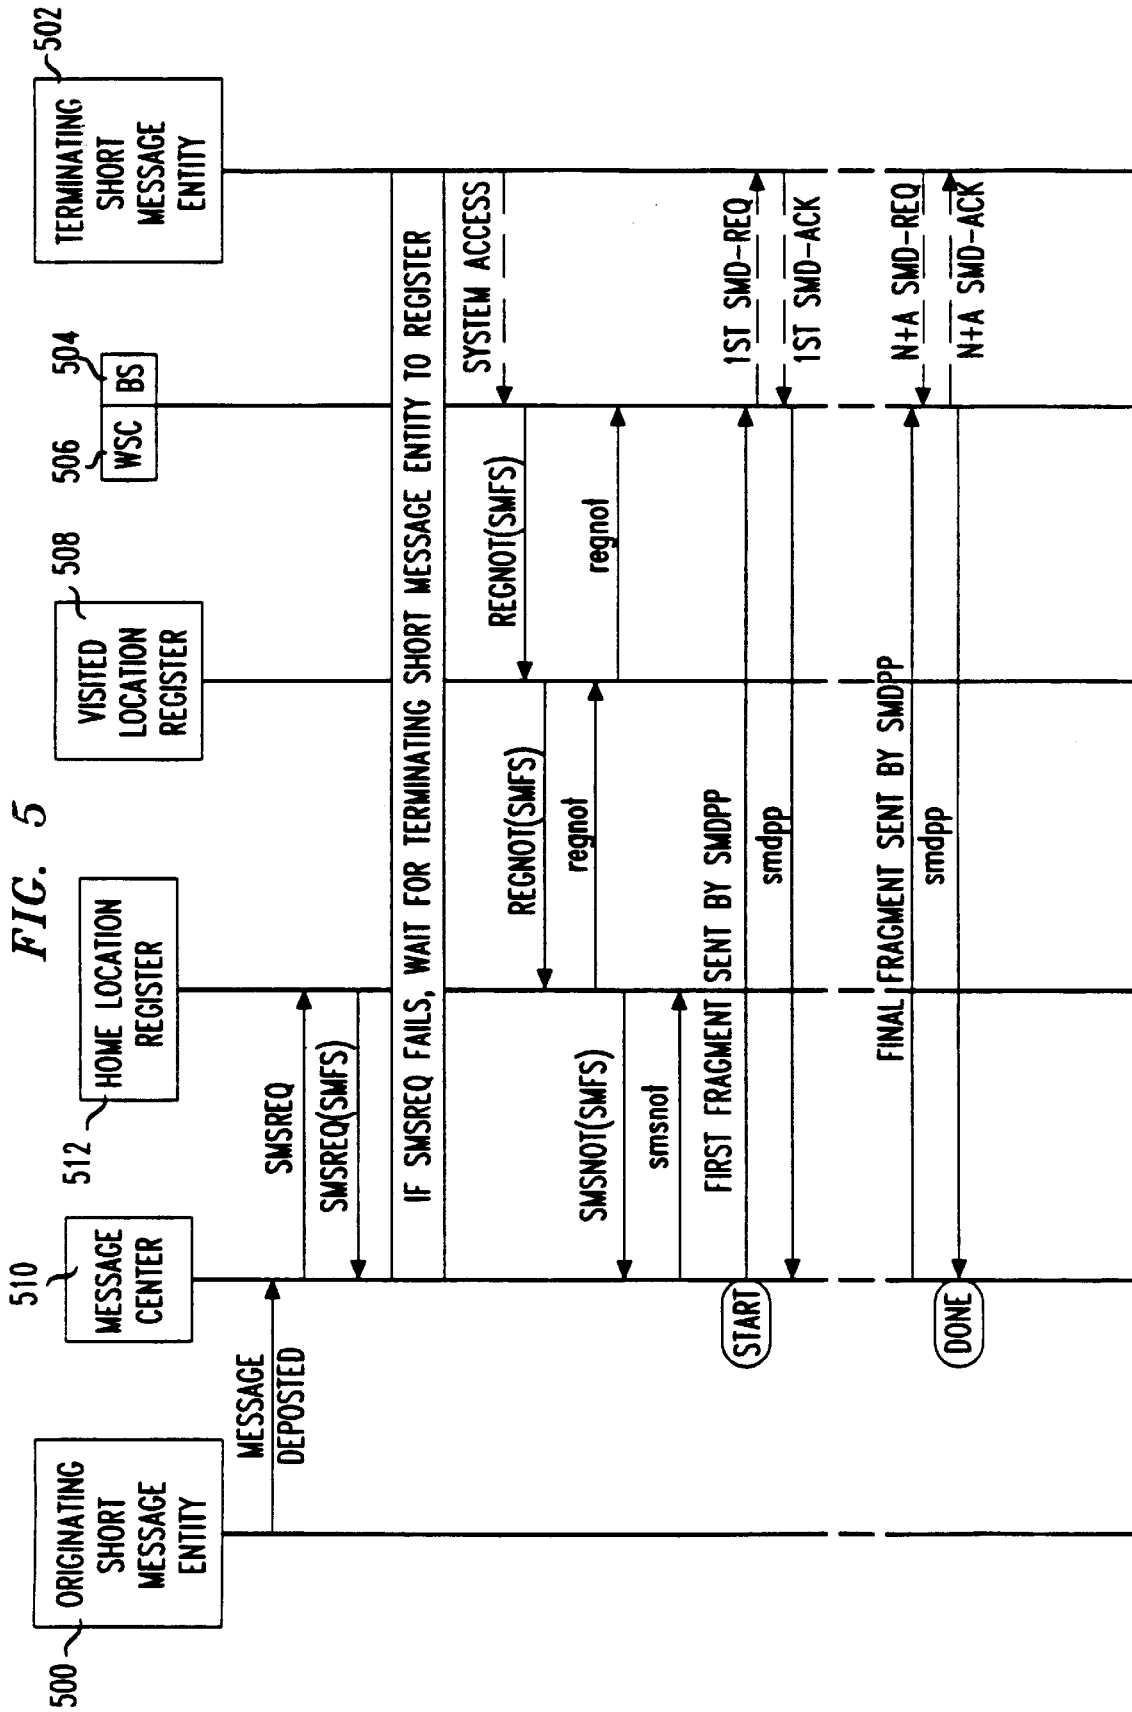 FIG. 5
500
ORIGINATING
SHORT
MESSAGE
ENTITY
510
MESSAGE
CENTER
512
HOME LOCATION
REGISTER
508
VISITED
LOCATION
REGISTER
506
WSC
504
BS
502
TERMINATING
SHORT
MESSAGE
ENTITY
MESSAGE
DEPOSTED
SMSREQ
SMSREQ(SMFS)
IF SMSREQ FAILS, WAIT FOR TERMINATING SHORT MESSAGE ENTITY TO REGISTER
SYSTEM ACCESS
REGNOT(SMFS)
REGNOT(SMFS)
regnot
regnot
SMSNOT(SMFS)
smsnot
START
FIRST FRAGMENT SENT BY SMDPP
1ST SMD-REQ
1ST SMD-ACK
smdpp
FINAL FRAGMENT SENT BY SMDPP
N+A SMD-REQ
N+A SMD-ACK
smdpp
DONE